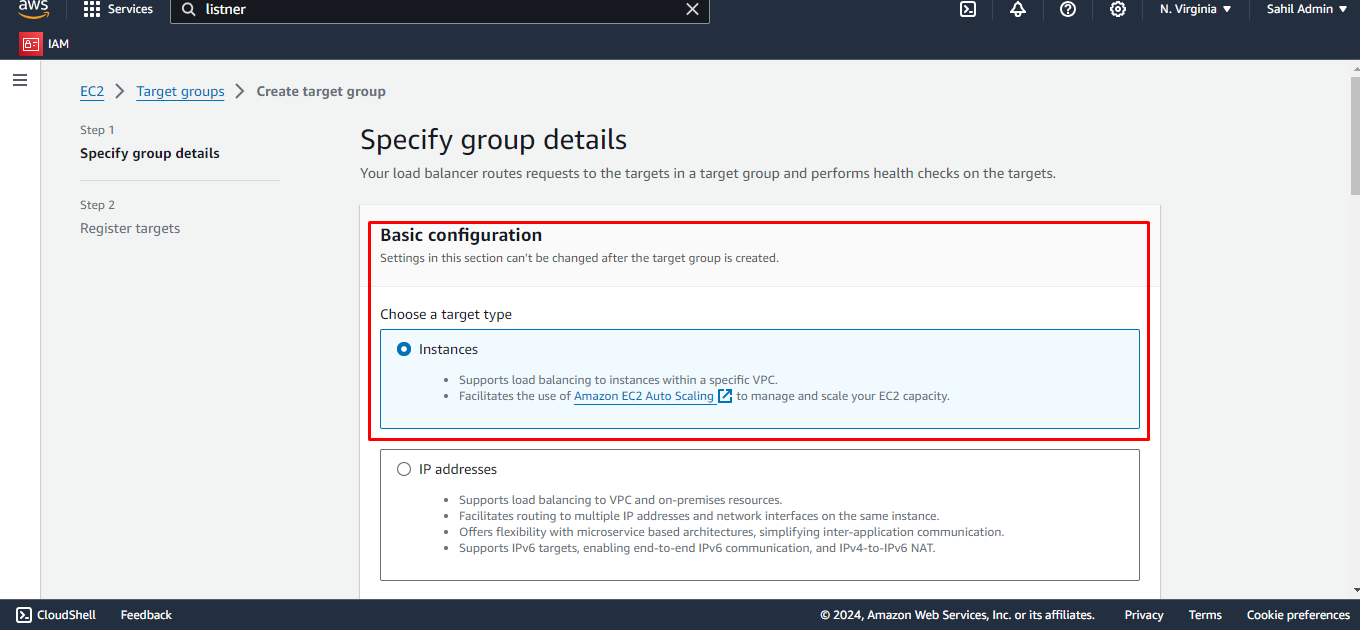 aws
Services
listner
N. Virginia
Sahil Admin
IAM
EC2 Target groups Create target group
Step 1
Specify group details
Step 2
Register targets
Specify group details
Your load balancer routes requests to the targets in a target group and performs health checks on the targets.
Basic configuration
Settings in this section can't be changed after the target group is created.
Choose a target type
Instances
Supports load balancing to instances within a specific VPC.
Facilitates the use of Amazon EC2 Auto Scaling to manage and scale your EC2 capacity.
IP addresses
Supports load balancing to VPC and on-premises resources.
Facilitates routing to multiple IP addresses and network interfaces on the same instance.
Offers flexibility with microservice based architectures, simplifying inter-application communication.
Supports IPv6 targets, enabling end-to-end IPv6 communication, and IPv4-to-IPv6 NAT.
CloudShell
Feedback
© 2024, Amazon Web Services, Inc. or its affiliates.
Privacy
Terms
Cookie preferences